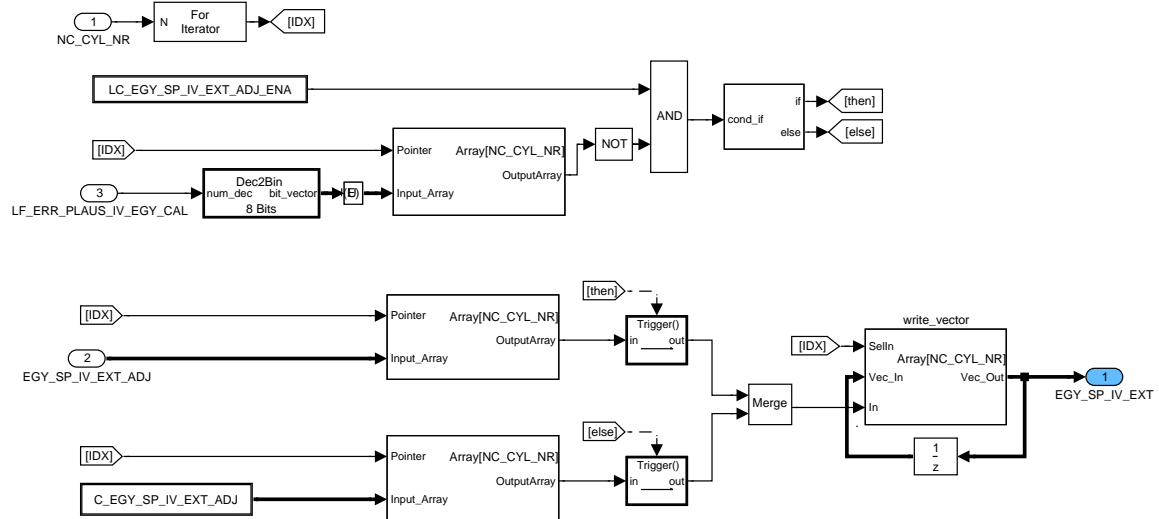 1
NC_CYL_NR
N
For
Iterator
[IDX]
LC_EGY_SP_IV_EXT_ADJ_ENA
AND
cond_if
if
else
[then]
[else]
[IDX]
Pointer
Array[NC_CYL_NR]
OutputArray
Input_Array
NOT
3
LF_ERR_PLAUS_IV_EGY_CAL
Dec2Bin
num_dec
bit_vector
8 Bits
[IDX]
Pointer
Array[NC_CYL_NR]
OutputArray
Input_Array
2
EGY_SP_IV_EXT_ADJ
[then]
Trigger()
in
out
write_vector
[IDX]
SelIn
Array[NC_CYL_NR]
Vec_In
Vec_Out
In
1
EGY_SP_IV_EXT
Merge
1
z
[IDX]
Pointer
Array[NC_CYL_NR]
OutputArray
Input_Array
C_EGY_SP_IV_EXT_ADJ
[else]
Trigger()
in
out